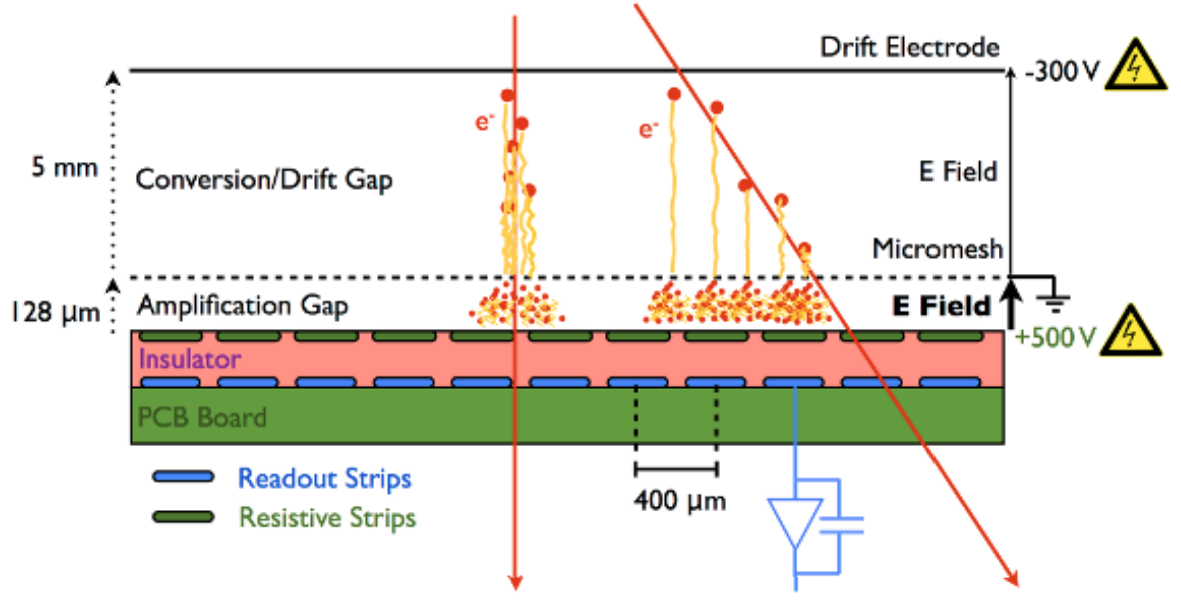 Drift Electrode
-300 V
e-
e-
5 mm
Conversion/Drift Gap
E Field
Micromesh
128 µm
Amplification Gap
E Field
+500 V
Insulator
PCB Board
Readout Strips
400 µm
Resistive Strips